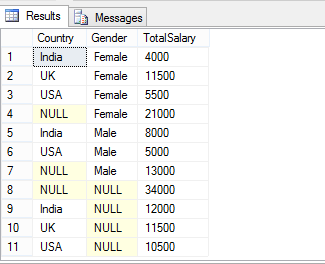 Results Messages
Country Gender TotalSalary
1 India Female 4000
2 UK Female 11500
3 USA Female 5500
4 NULL Female 21000
5 India Male 8000
6 USA Male 5000
7 NULL Male 13000
8 NULL NULL 34000
9 India NULL 12000
10 UK NULL 11500
11 USA NULL 10500